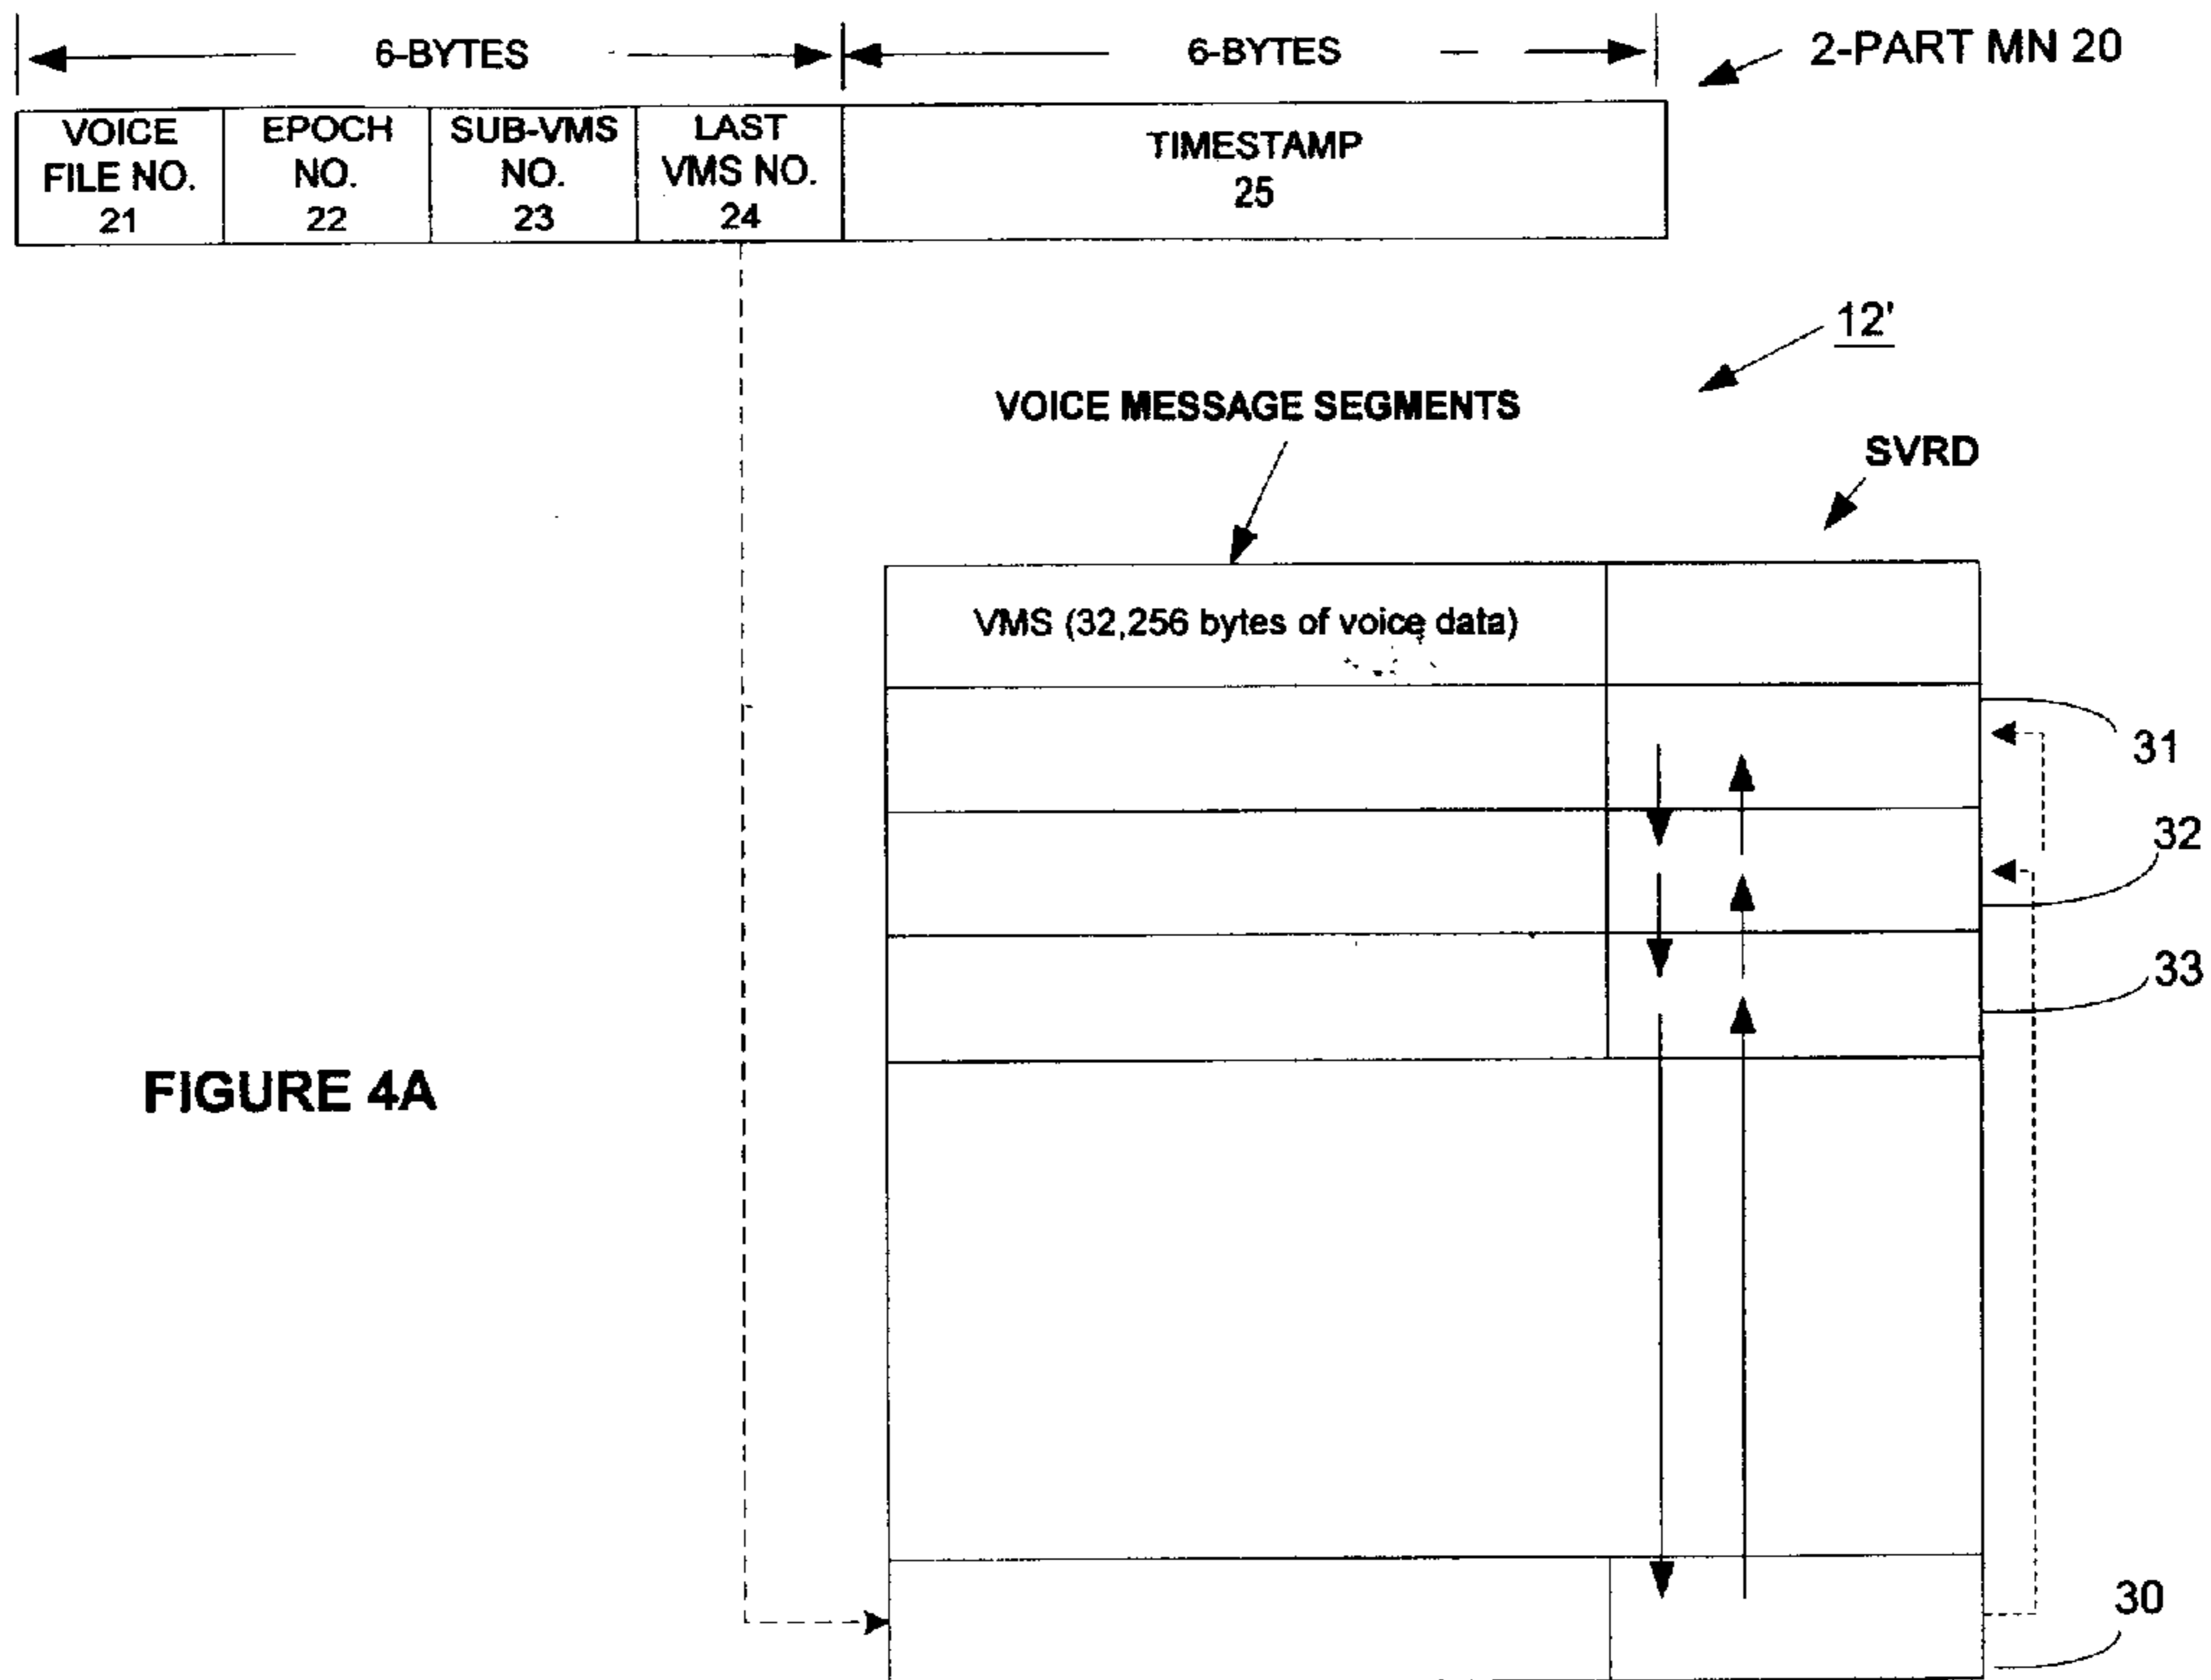 6-BYTES
6-BYTES
2-PART MN 20
VOICE
FILE NO.
21
EPOCH
NO.
22
SUB-VMS
NO.
23
LAST
VMS NO.
24
TIMESTAMP
25
12'
VOICE MESSAGE SEGMENTS
SVRD
VMS (32,256 bytes of voice data)
31
32
33
FIGURE 4A
30